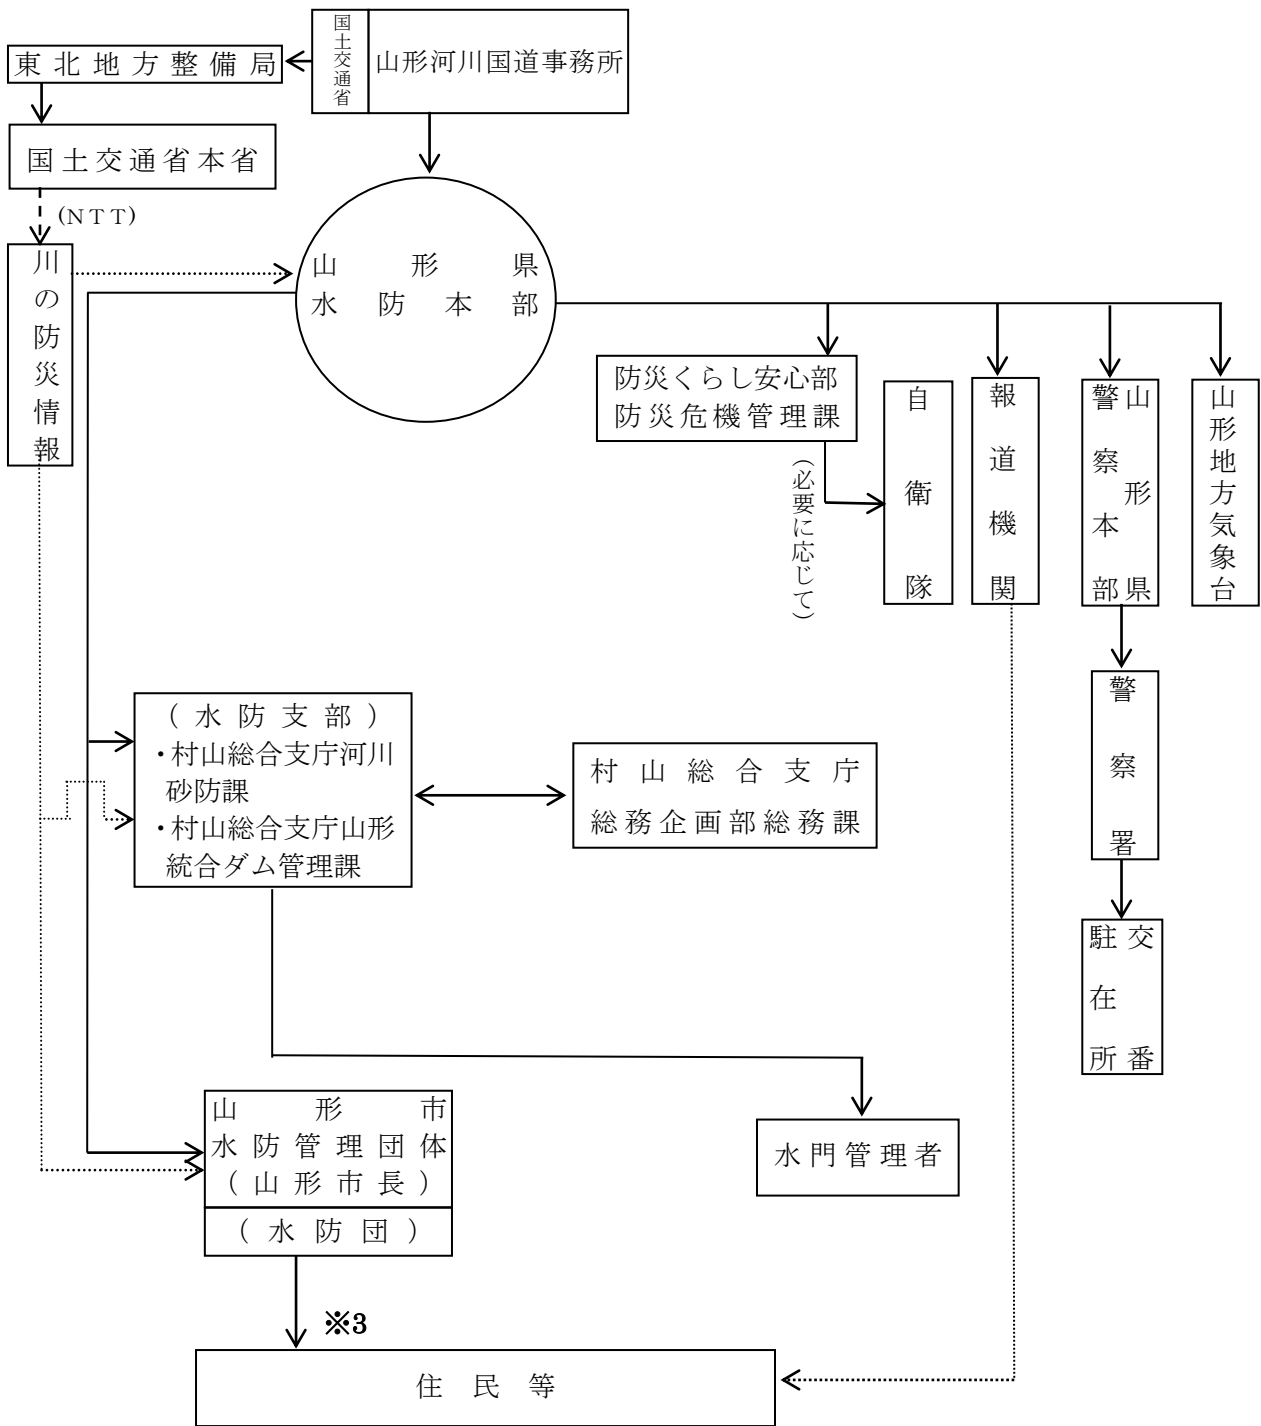 国土交通省
山形河川国道事務所
東北地方整備局
国土交通省本省
(NTT)
川の防災情報
山形県
水防本部
防災くらし安心部
防災危機管理課
(必要に応じて)
自衛隊
報道機関
山形県
警察本部
山形地方気象台
警察署
交番
駐在所
(水防支部)
・村山総合支庁河川
砂防課
・村山総合支庁山形
統合ダム管理課
村山総合支庁
総務企画部総務課
山形市
水防管理団体
(山形市長)
(水防団)
水門管理者
※3
住民等